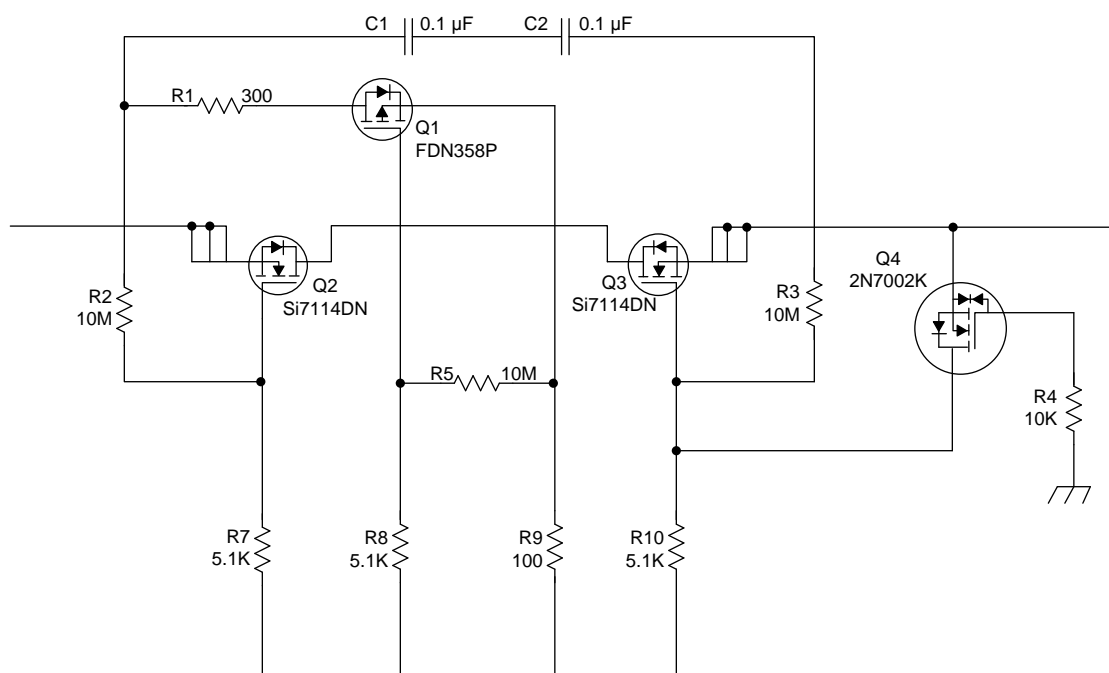 C1
0.1 µF
C2
0.1 µF
R1
300
Q1
FDN358P
Q2
Si7114DN
Q3
Si7114DN
Q4
2N7002K
R2
10M
R3
10M
R5
10M
R4
10K
R7
5.1K
R8
5.1K
R9
100
R10
5.1K